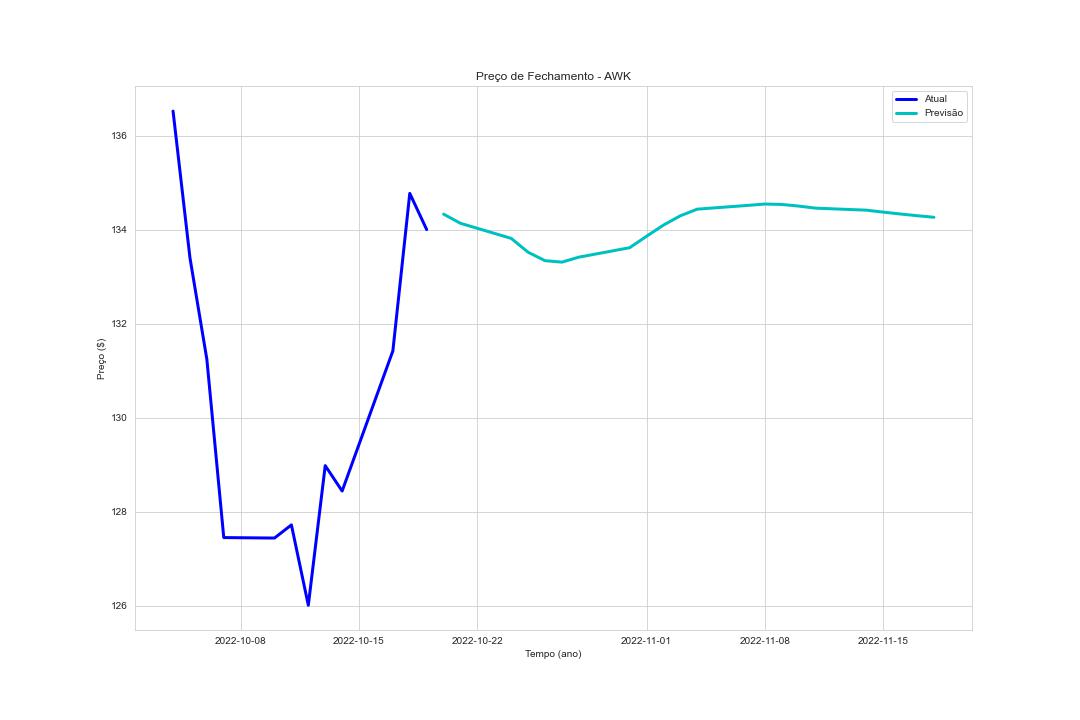 Preço de Fechamento - AWK
Atual
Previsão
136
134
132
130
128
126
Preço ($)
2022-10-08
2022-10-15
2022-10-22
2022-11-01
2022-11-08
2022-11-15
Tempo (ano)